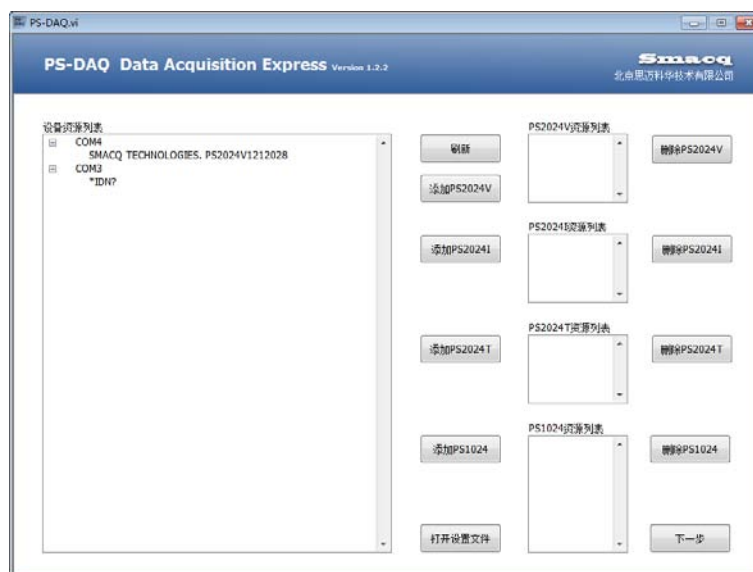 PS-DAQ.vi
PS-DAQ Data Acquisition Express Version 1.2.2
Smacq
北京思迈科华技术有限公司
设备资源列表
COM4
SMACQ TECHNOLOGIES. PS2024V1212028
COM3
*IDN?
刷新
添加PS2024V
PS2024V资源列表
删除PS2024V
添加PS2024I
PS2024I资源列表
删除PS2024I
添加PS2024T
PS2024T资源列表
删除PS2024T
添加PS1024
PS1024资源列表
删除PS1024
打开设置文件
下一步